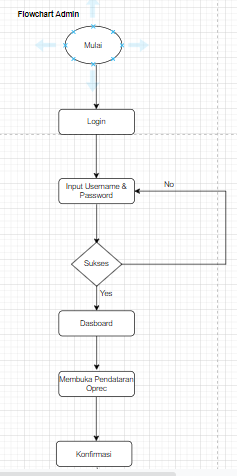 Flowchart Admin
Mulai
Login
Input Username &
Password
No
Sukses
Yes
Dasboard
Membuka Pendataran
Oprec
Konfirmasi